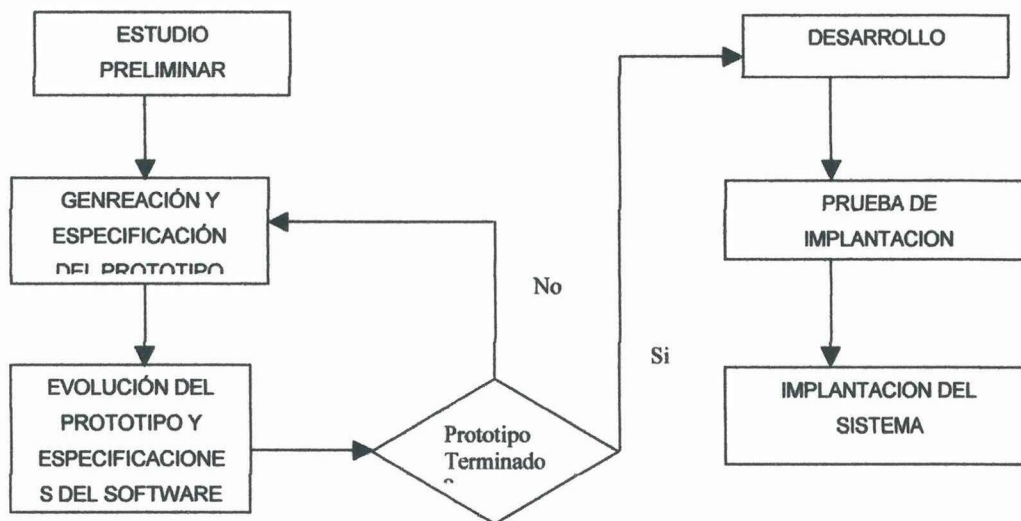 ESTUDIO
PRELIMINAR
GENREACIÓN Y
ESPECIFICACIÓN
DEL PROTOTIPO
EVOLUCIÓN DEL
PROTOTIPO Y
ESPECIFICACIONE
S DEL SOFTWARE
Prototipo
Terminado
?
No
Si
DESARROLLO
PRUEBA DE
IMPLANTACION
IMPLANTACION DEL
SISTEMA